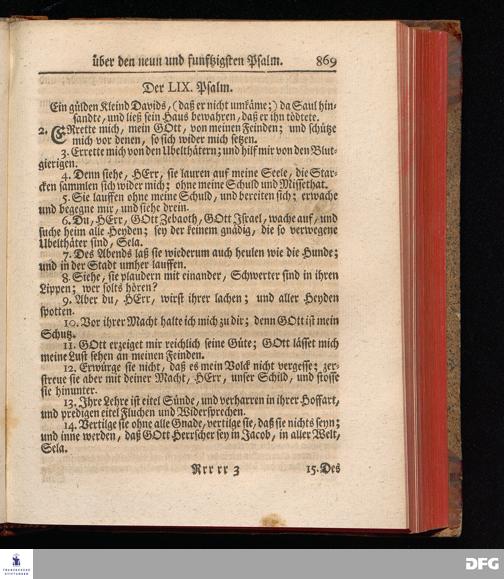 über den neun und funftzigsten Psalm. 869
Der LIX. Psalm.
Ein gülden Kleind Davids, (daß er nicht umkäme;) da Saul hin-
sandte, und ließ sein Haus bewahren, daß er ihn tödtete.
2. ERrette mich, mein GOtt, von meinen Feinden; und schütze
mich vor denen, so sich wider mich setzen.
3. Errette mich von den Ubelthätern; und hilf mir von den Blut-
gierigen.
4. Denn siehe, HErr, sie lauren auf meine Seele, die Star-
cken sammlen sich wider mich; ohne meine Schuld und Missethat.
5. Sie lauffen ohne meine Schuld, und bereiten sich; erwache
und begegne mir, und siehe drein.
6. Du, HErr, GOtt Zebaoth, GOtt Israel, wache auf, und
suche heim alle Heyden; sey der keinem gnädig, die so verwegene
Ubelthäter sind, Sela.
7. Des Abends laß sie wiederum auch heulen wie die Hunde;
und in der Stadt umher lauffen.
8. Siehe, sie plaudern mit einander, Schwerter sind in ihren
Lippen; wer solts hören?
9. Aber du, HErr, wirst ihrer lachen; und aller Heyden
spotten.
10. Vor ihrer Macht halte ich mich zu dir; denn GOtt ist mein
Schutz.
11. GOtt erzeiget mir reichlich seine Güte; GOtt lässet mich
meine Lust sehen an meinen Feinden.
12. Erwürge sie nicht, daß es mein Volck nicht vergesse; zer-
streue sie aber mit deiner Macht, HErr, unser Schild, und stosse
sie hinunter.
13. Ihre Lehre ist eitel Sünde, und verharren in ihrer Hoffart,
und predigen eitel Fluchen und Widersprechen.
14. Vertilge sie ohne alle Gnade, vertilge sie, daß sie nichts seyn;
und inne werden, daß GOtt Herrscher sey in Jacob, in aller Welt,
Sela.
Rrr rr 3 15. Des
FRANCKESCHE
STIFTUNGEN
DFG